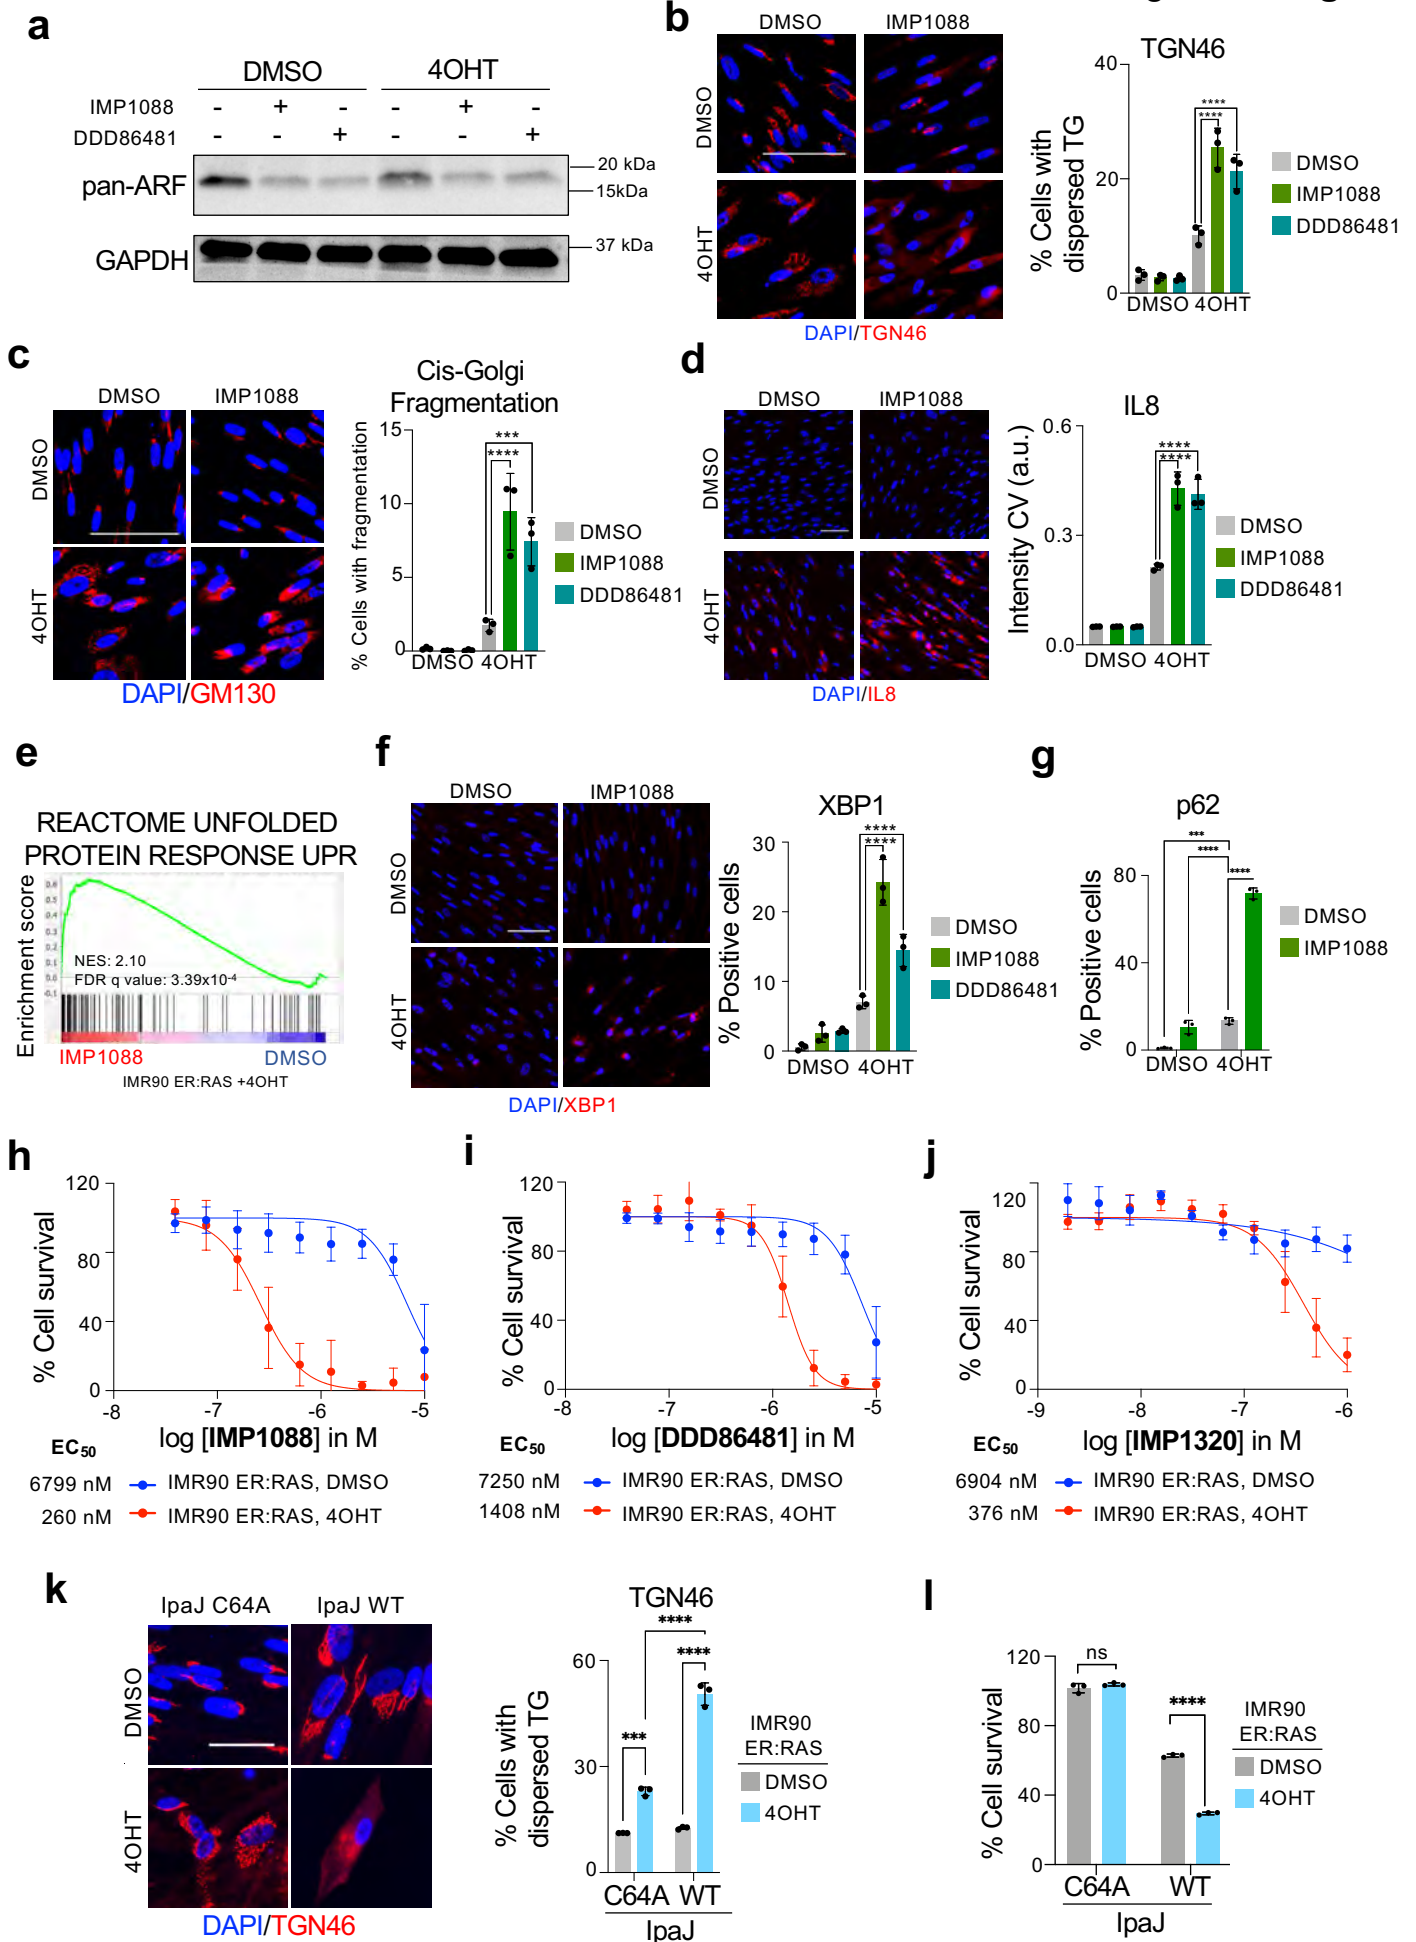 a
DMSO 4OHT
IMP1088 - + - - + -
DDD86481 - - + - - +
pan-ARF
20 kDa
15kDa
GAPDH
37 kDa
b
DMSO IMP1088
DMSO
4OHT
DAPI/TGN46
TGN46
% Cells with
dispersed TG
40
20
0
****
****
DMSO 4OHT
DMSO
IMP1088
DDD86481
c
DMSO IMP1088
DMSO
4OHT
DAPI/GM130
Cis-Golgi
Fragmentation
% Cells with fragmentation
15
10
5
0
***
****
DMSO 4OHT
DMSO
IMP1088
DDD86481
d
DMSO IMP1088
DMSO
4OHT
DAPI/IL8
IL8
Intensity CV (a.u.)
0.6
0.3
0.0
****
****
DMSO 4OHT
DMSO
IMP1088
DDD86481
e
REACTOME UNFOLDED
PROTEIN RESPONSE UPR
Enrichment score
NES: 2.10
FDR q value: 3.39x10-4
IMP1088 DMSO
IMR90 ER:RAS +4OHT
f
DMSO IMP1088
DMSO
4OHT
DAPI/XBP1
XBP1
% Positive cells
30
20
10
0
****
****
DMSO 4OHT
DMSO
IMP1088
DDD86481
g
p62
% Positive cells
80
40
0
***
****
****
DMSO 4OHT
DMSO
IMP1088
h
% Cell survival
120
80
40
0
-8 -7 -6 -5
log [IMP1088] in M
EC50
6799 nM IMR90 ER:RAS, DMSO
260 nM IMR90 ER:RAS, 4OHT
i
% Cell survival
120
80
40
0
-8 -7 -6 -5
log [DDD86481] in M
EC50
7250 nM IMR90 ER:RAS, DMSO
1408 nM IMR90 ER:RAS, 4OHT
j
% Cell survival
120
80
40
0
-9 -8 -7 -6
log [IMP1320] in M
EC50
6904 nM IMR90 ER:RAS, DMSO
376 nM IMR90 ER:RAS, 4OHT
k
IpaJ C64A IpaJ WT
DMSO
4OHT
DAPI/TGN46
TGN46
% Cells with
dispersed TG
60
30
0
****
****
***
C64A WT
IpaJ
IMR90
ER:RAS
DMSO
4OHT
l
% Cell survival
120
80
40
0
ns
****
C64A WT
IpaJ
IMR90
ER:RAS
DMSO
4OHT